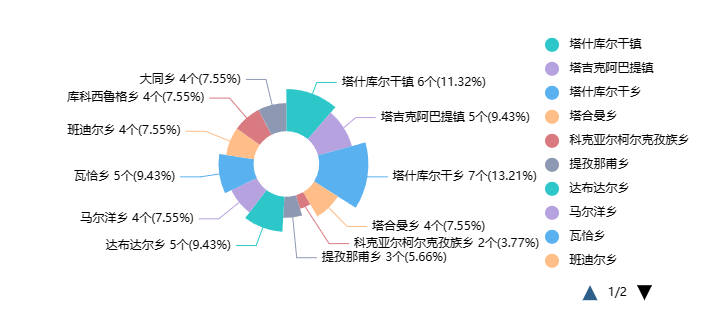 大同乡 4个(7.55%)
库科西鲁格乡 4个(7.55%)
班迪尔乡 4个(7.55%)
瓦恰乡 5个(9.43%)
马尔洋乡 4个(7.55%)
达布达尔乡 5个(9.43%)
塔什库尔干镇 6个(11.32%)
塔吉克阿巴提镇 5个(9.43%)
塔什库尔干乡 7个(13.21%)
塔合曼乡 4个(7.55%)
科克亚尔柯尔克孜族乡 2个(3.77%)
提孜那甫乡 3个(5.66%)
塔什库尔干镇
塔吉克阿巴提镇
塔什库尔干乡
塔合曼乡
科克亚尔柯尔克孜族乡
提孜那甫乡
达布达尔乡
马尔洋乡
瓦恰乡
班迪尔乡
1/2